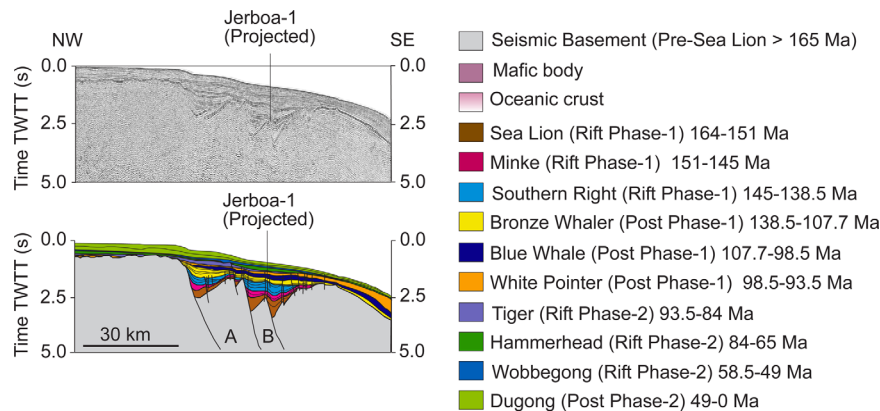 Jerboa-1
(Projected)
NW
SE
0.0
0.0
2.5
2.5
5.0
5.0
Time TWTT (s)
Jerboa-1
(Projected)
0.0
0.0
2.5
2.5
5.0
5.0
Time TWTT (s)
30 km
A
B
Seismic Basement (Pre-Sea Lion > 165 Ma)
Mafic body
Oceanic crust
Sea Lion (Rift Phase-1) 164-151 Ma
Minke (Rift Phase-1) 151-145 Ma
Southern Right (Rift Phase-2) 145-138.5 Ma
Bronze Whaler (Post Phase-1) 138.5-107.7 Ma
Blue Whale (Post Phase-1) 107.7-98.5 Ma
White Pointer (Post Phase-1) 98.5-93.5 Ma
Tiger (Rift Phase-2) 93.5-84 Ma
Hammerhead (Rift Phase-2) 84-65 Ma
Wobbegong (Rift Phase-2) 58.5-49 Ma
Dugong (Post Phase-2) 49-0 Ma